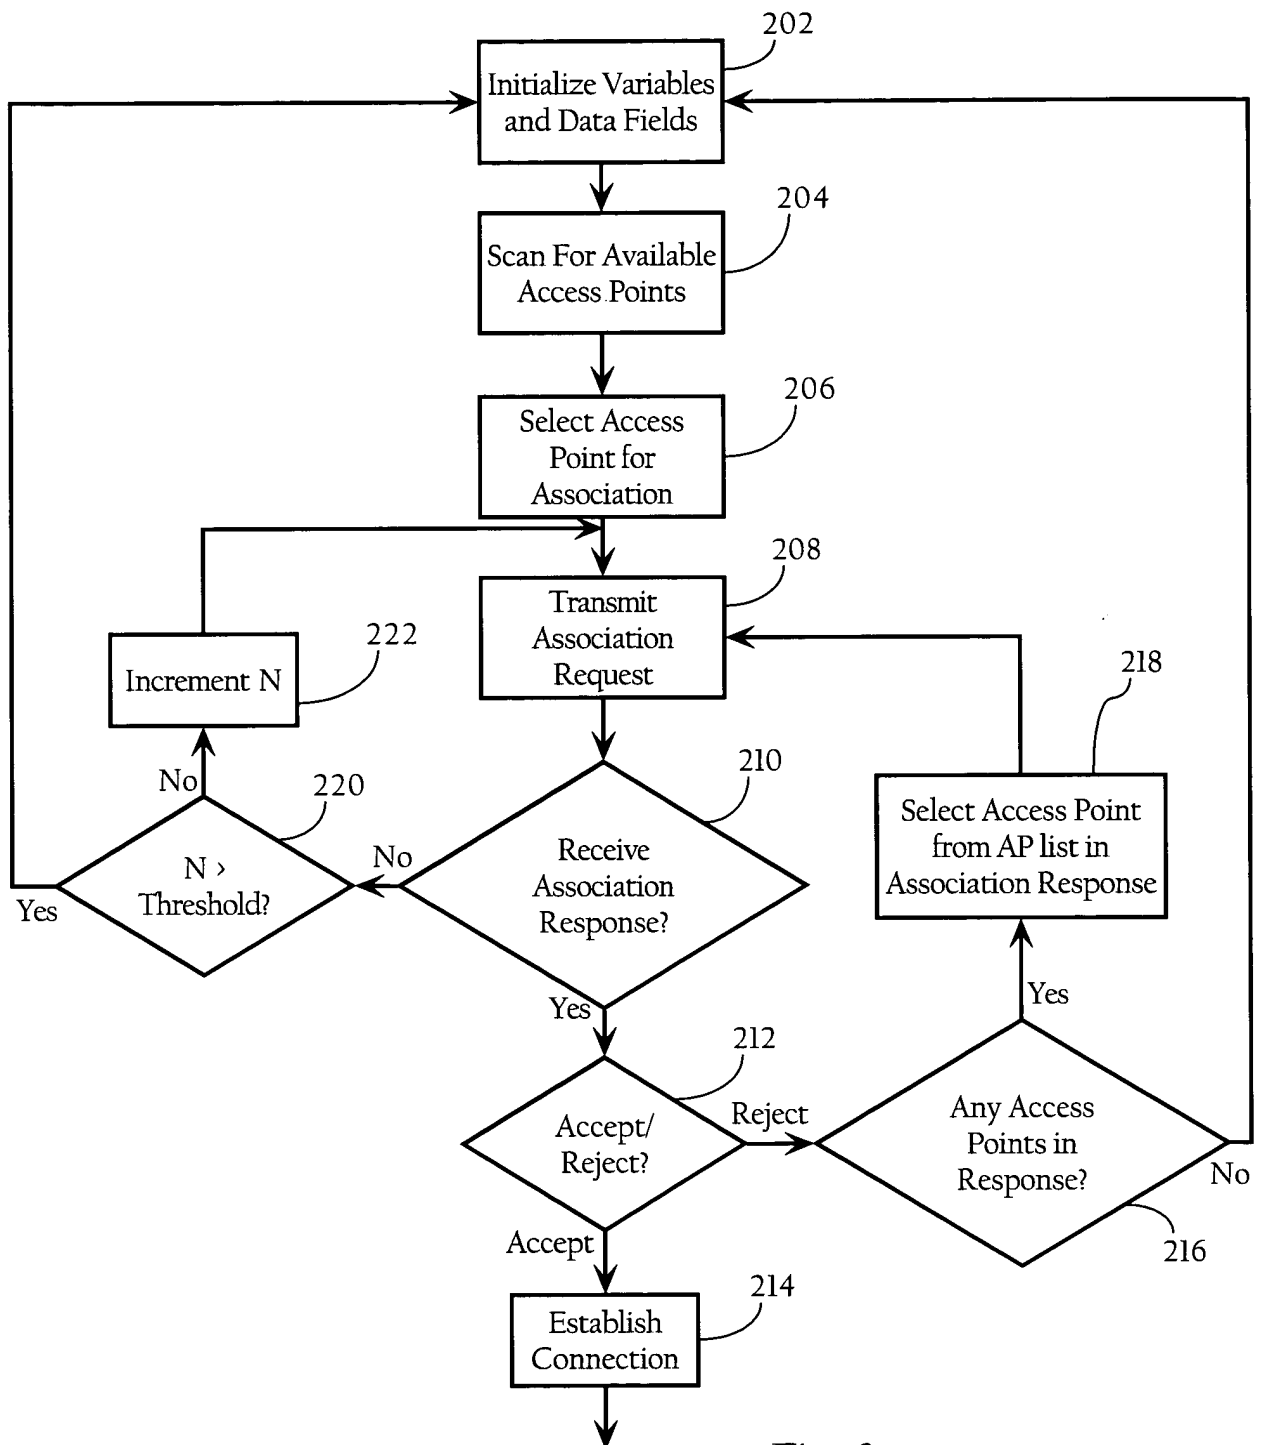 202
Initialize Variables
and Data Fields
204
Scan For Available
Access Points
206
Select Access
Point for
Association
208
Transmit
Association
Request
222
Increment N
218
Select Access Point
from AP list in
Association Response
No
220
N >
Threshold?
Yes
No
210
Receive
Association
Response?
Yes
Yes
212
Accept/
Reject?
Reject
Any Access
Points in
Response?
No
216
Accept
214
Establish
Connection